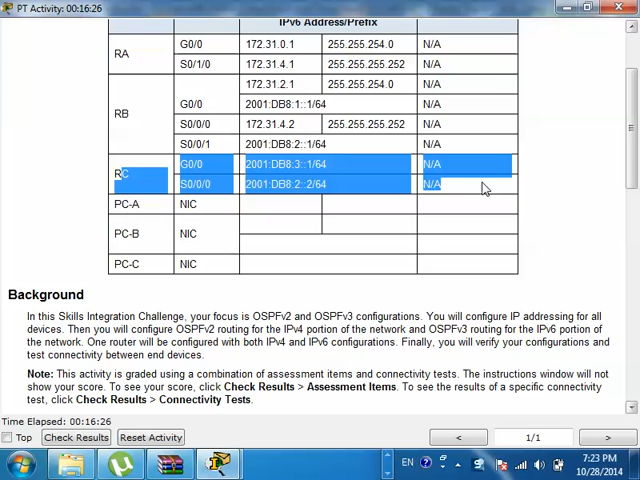 PT Activity: 00:16:26
IPv6 Address/Prefix
RA G0/0 172.31.0.1 255.255.254.0 N/A
S0/1/0 172.31.4.1 255.255.255.252 N/A
RB G0/0 172.31.2.1 255.255.254.0 N/A
2001:DB8:1::1/64 N/A
S0/0/0 172.31.4.2 255.255.255.252 N/A
S0/0/1 2001:DB8:2::1/64 N/A
RC G0/0 2001:DB8:3::1/64 N/A
S0/0/0 2001:DB8:2::2/64 N/A
PC-A NIC
PC-B NIC
PC-C NIC
Background
In this Skills Integration Challenge, your focus is OSPFv2 and OSPFv3 configurations. You will configure IP addressing for all
devices. Then you will configure OSPFv2 routing for the IPv4 portion of the network and OSPFv3 routing for the IPv6 portion of
the network. One router will be configured with both IPv4 and IPv6 configurations. Finally, you will verify your configurations and
test connectivity between end devices.
Note: This activity is graded using a combination of assessment items and connectivity tests. The instructions window will not
show your score. To see your score, click Check Results > Assessment Items. To see the results of a specific connectivity
test, click Check Results > Connectivity Tests.
Time Elapsed: 00:16:26
Top Check Results Reset Activity < 1/1 >
EN 7:23 PM
10/28/2014